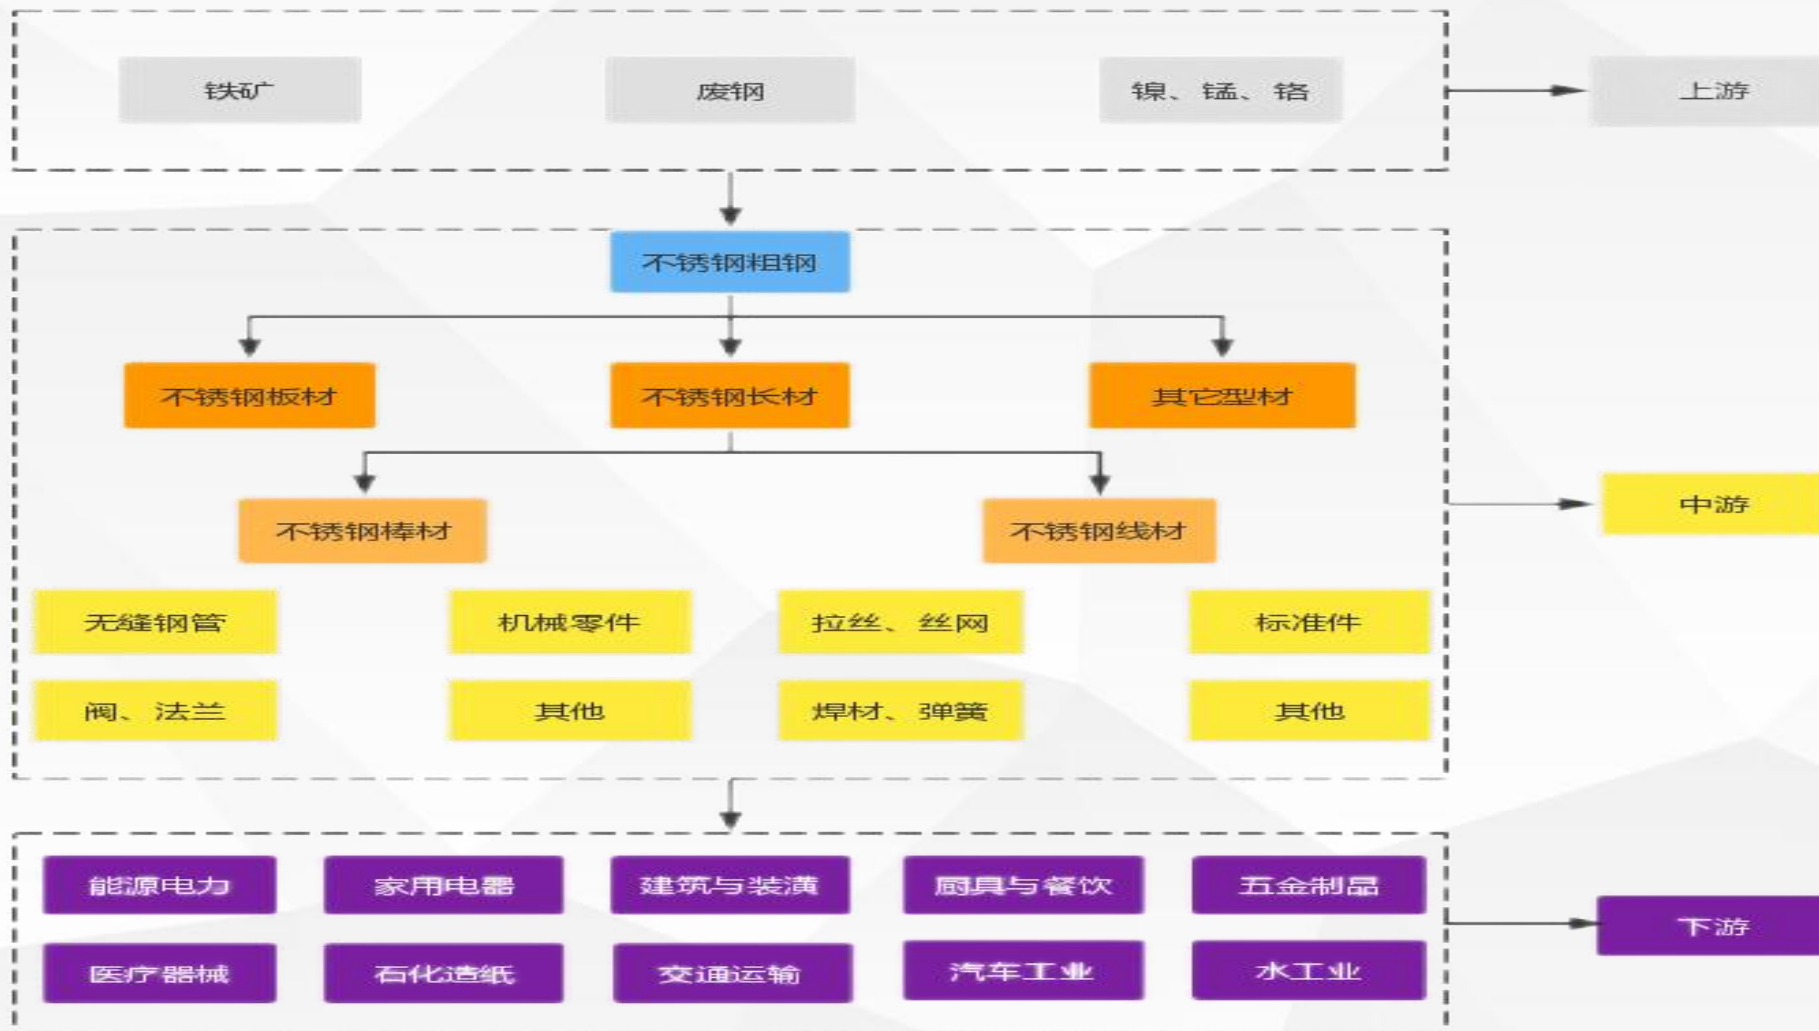 铁矿
废钢
镍、锰、铬
上游
不锈钢粗钢
不锈钢板材
不锈钢长材
其它型材
不锈钢棒材
不锈钢线材
中游
无缝钢管
机械零件
拉丝、丝网
标准件
阀、法兰
其他
焊材、弹簧
其他
能源电力
家用电器
建筑与装潢
厨具与餐饮
五金制品
下游
医疗器械
石化造纸
交通运输
汽车工业
水工业